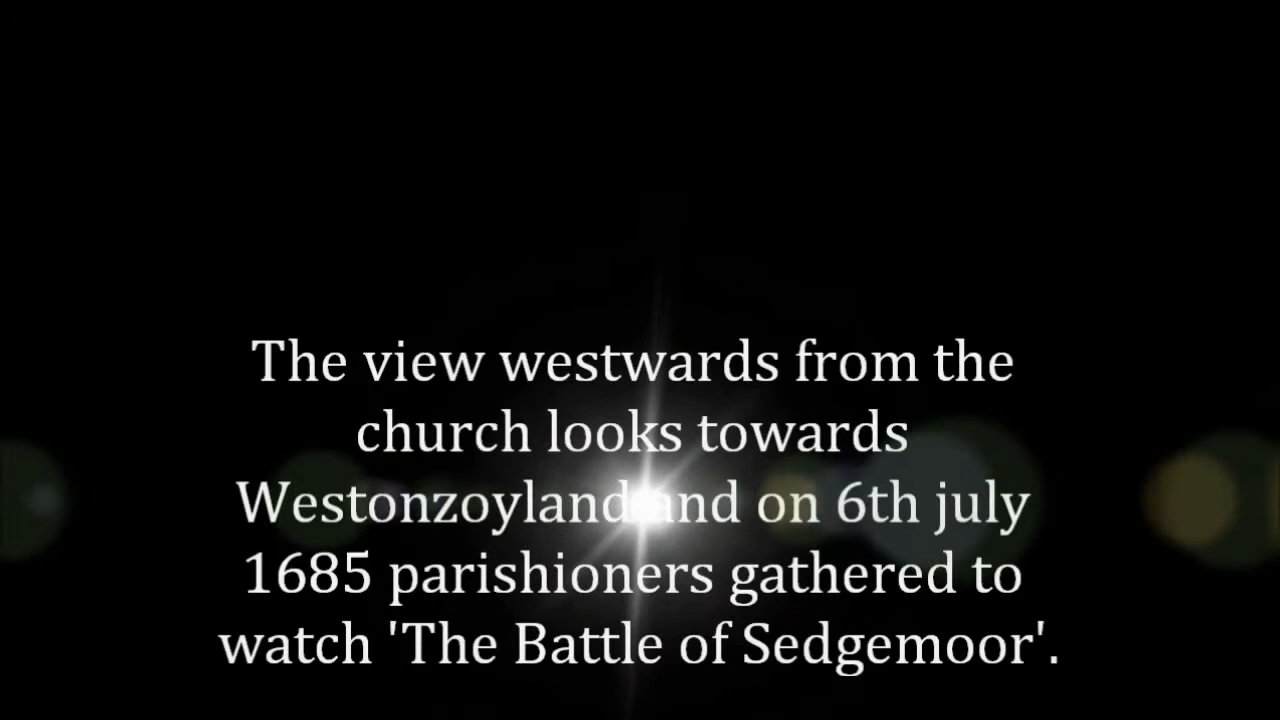 The view westwards from the
church looks towards
Westonzoyland and on 6th july
1685 parishioners gathered to
watch 'The Battle of Sedgemoor'.